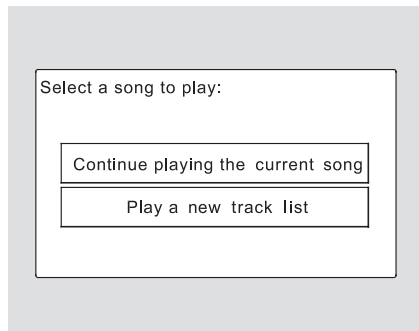 Select a song to play:
Continue playing the current song
Play a new track list